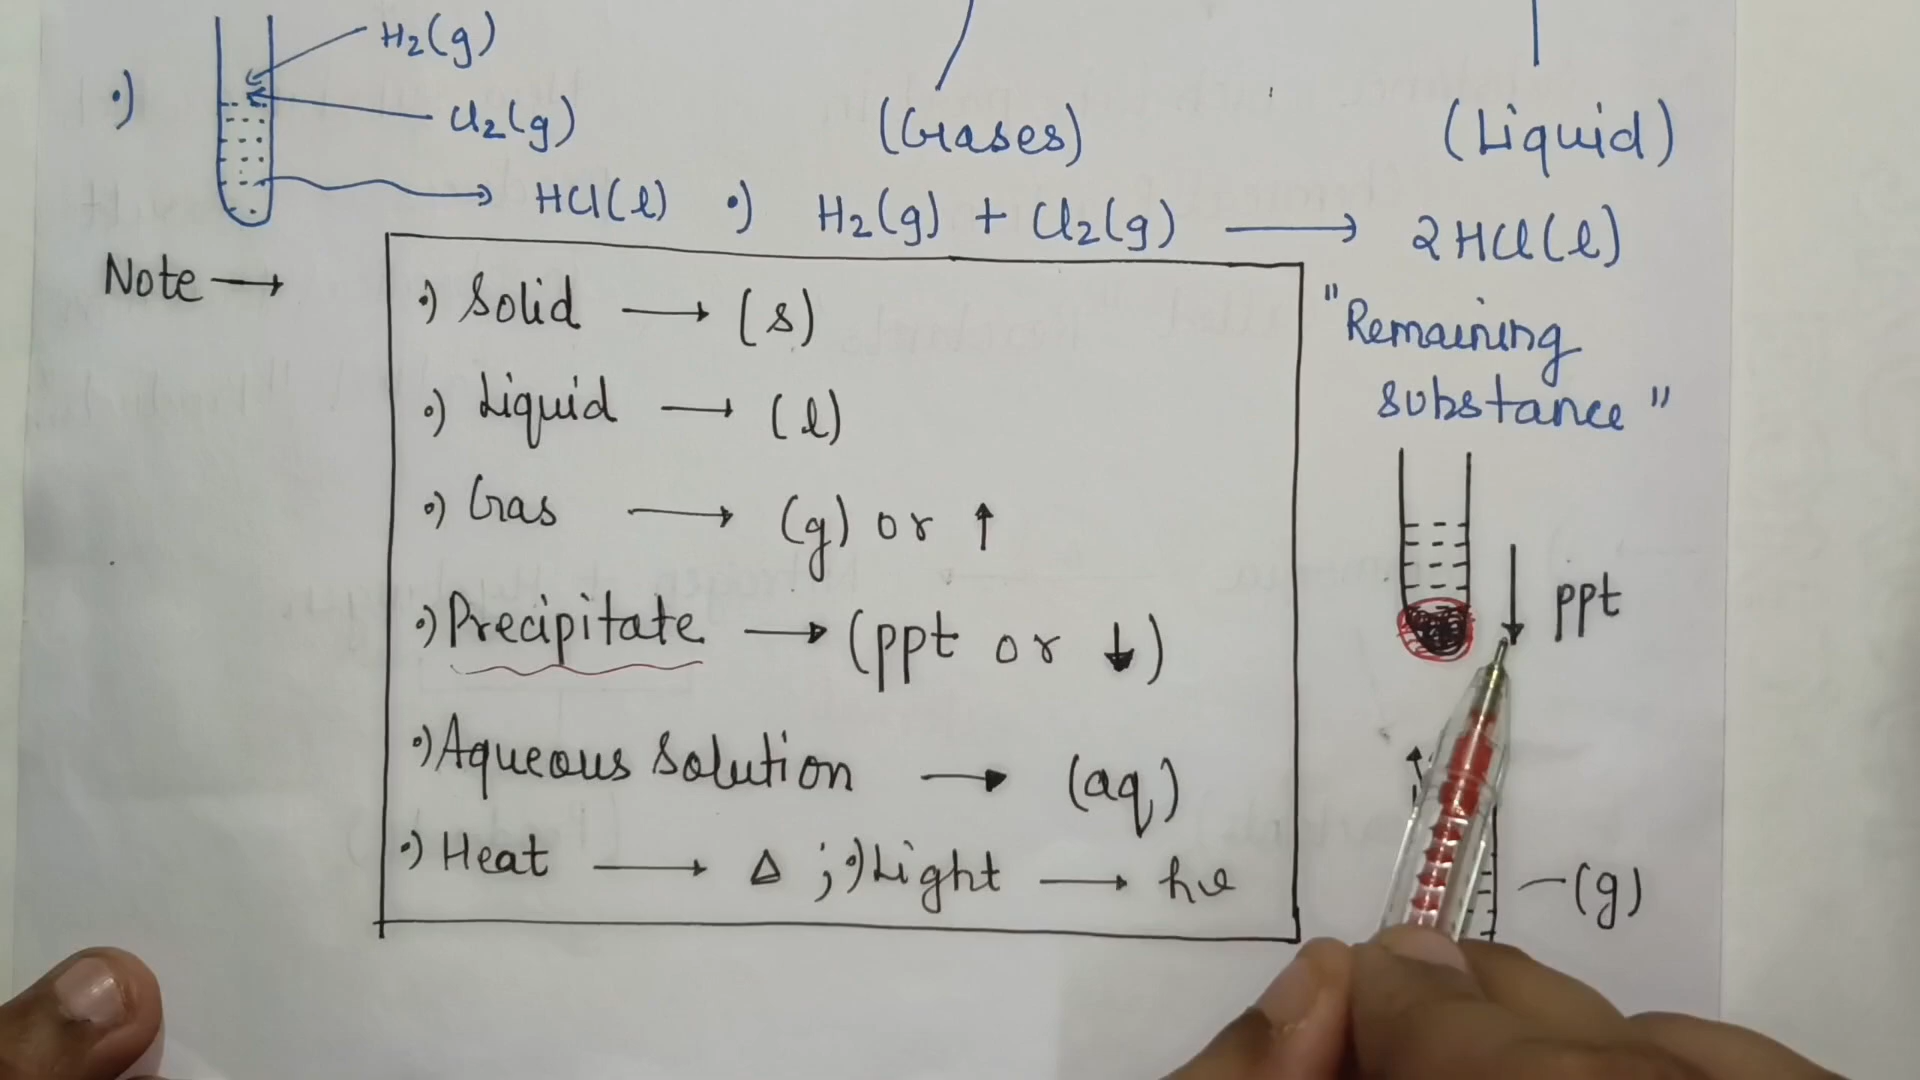 H₂(g)
•) Cl₂(g)
(Gases) (Liquid)
HCl(l) •) H₂(g) + Cl₂(g) ⟶ 2HCl(l)
Note →
•) Solid → (s)
•) Liquid → (l)
•) Gas → (g) or ↑
•) Precipitate → (ppt or ↓)
•) Aqueous Solution → (aq)
•) Heat → Δ ; •) Light → hν
"Remaining
substance"
↓ ppt
(g)